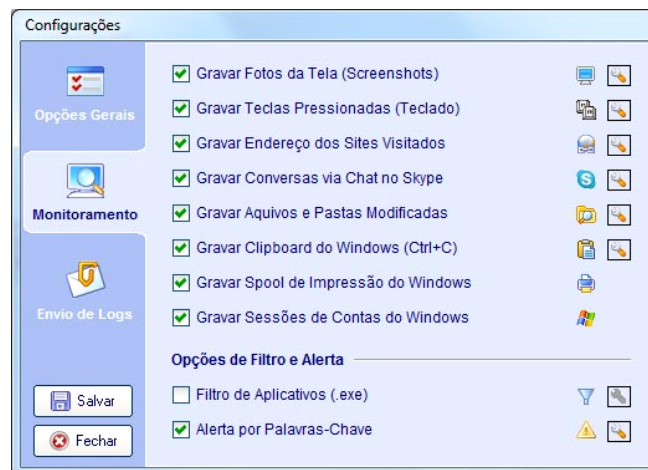 Configurações
Opções Gerais
Monitoramento
Envio de Logs
Salvar
Fechar
Gravar Fotos da Tela (Screenshots)
Gravar Teclas Pressionadas (Teclado)
Gravar Endereço dos Sites Visitados
Gravar Conversas via Chat no Skype
Gravar Aquivos e Pastas Modificadas
Gravar Clipboard do Windows (Ctrl+C)
Gravar Spool de Impressão do Windows
Gravar Sessões de Contas do Windows
Opções de Filtro e Alerta
Filtro de Aplicativos (.exe)
Alerta por Palavras-Chave